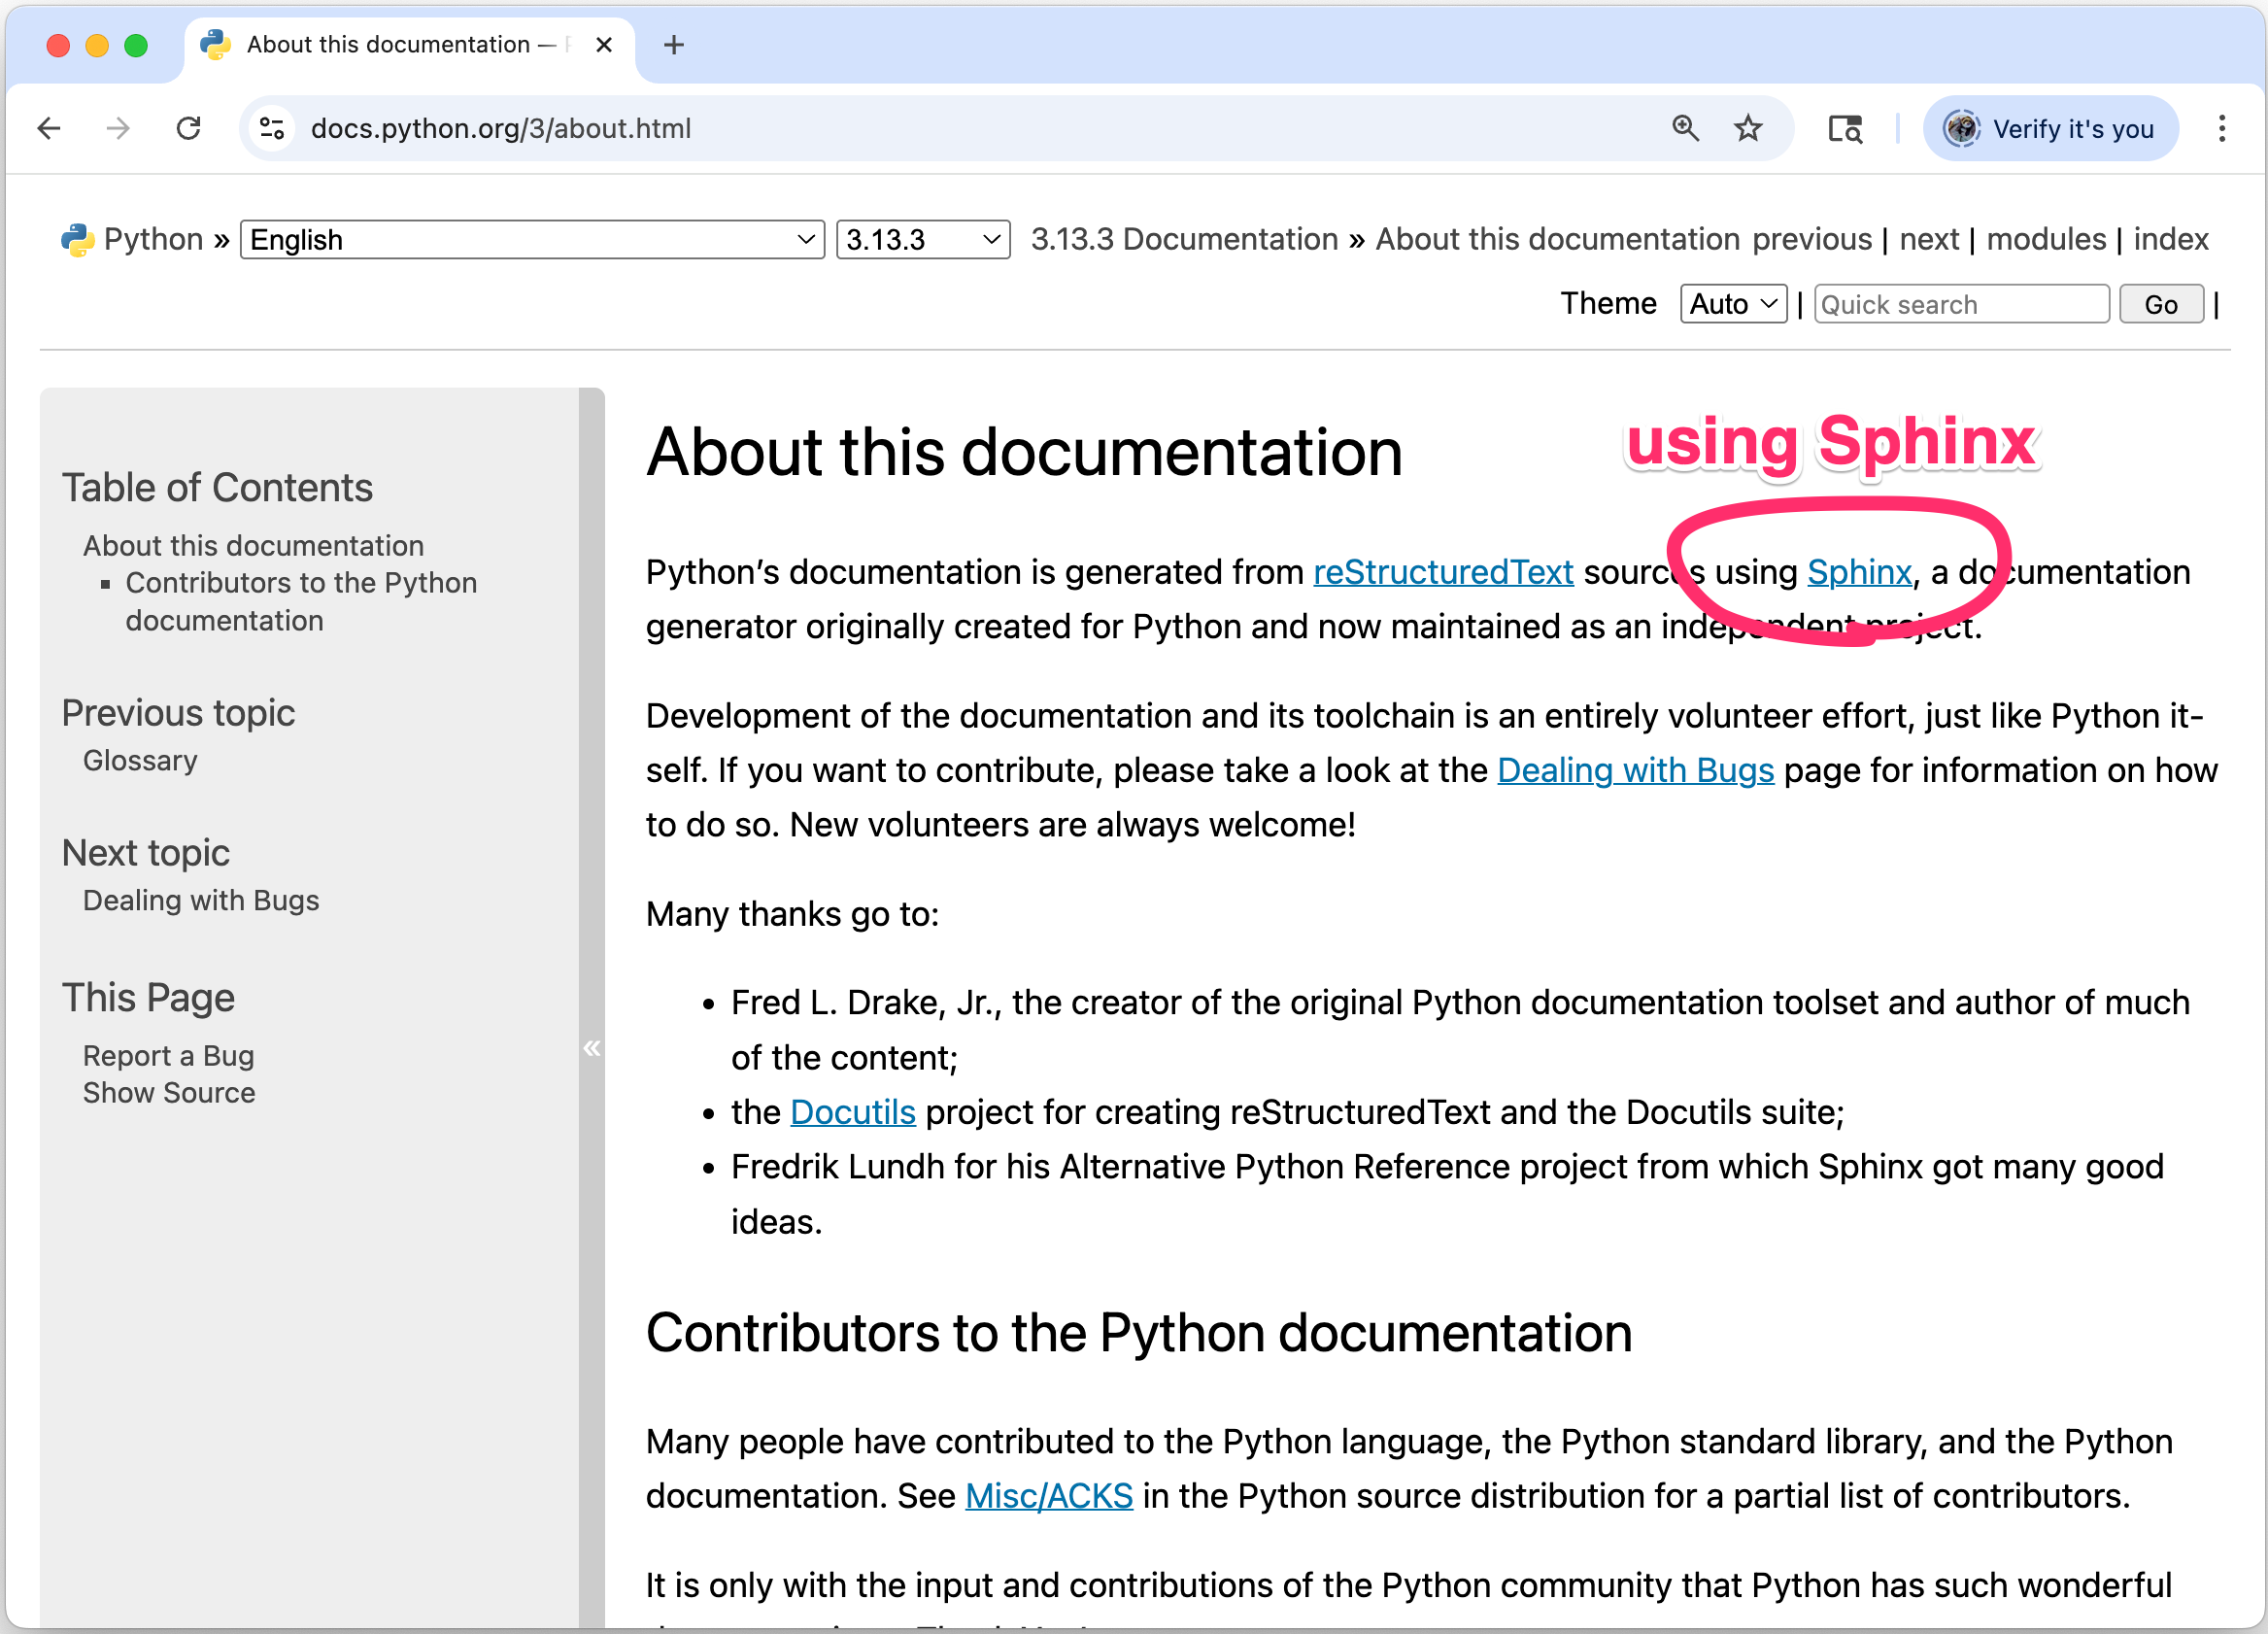 About this documentation —
docs.python.org/3/about.html
Verify it's you
Python » English 3.13.3 3.13.3 Documentation » About this documentation previous | next | modules | index
Theme Auto | Quick search Go |
Table of Contents
About this documentation
Contributors to the Python
documentation
Previous topic
Glossary
Next topic
Dealing with Bugs
This Page
Report a Bug
Show Source
«
About this documentation
using Sphinx
Python’s documentation is generated from reStructuredText sources using Sphinx, a documentation
generator originally created for Python and now maintained as an independent project.
Development of the documentation and its toolchain is an entirely volunteer effort, just like Python it-
self. If you want to contribute, please take a look at the Dealing with Bugs page for information on how
to do so. New volunteers are always welcome!
Many thanks go to:
• Fred L. Drake, Jr., the creator of the original Python documentation toolset and author of much
of the content;
• the Docutils project for creating reStructuredText and the Docutils suite;
• Fredrik Lundh for his Alternative Python Reference project from which Sphinx got many good
ideas.
Contributors to the Python documentation
Many people have contributed to the Python language, the Python standard library, and the Python
documentation. See Misc/ACKS in the Python source distribution for a partial list of contributors.
It is only with the input and contributions of the Python community that Python has such wonderful